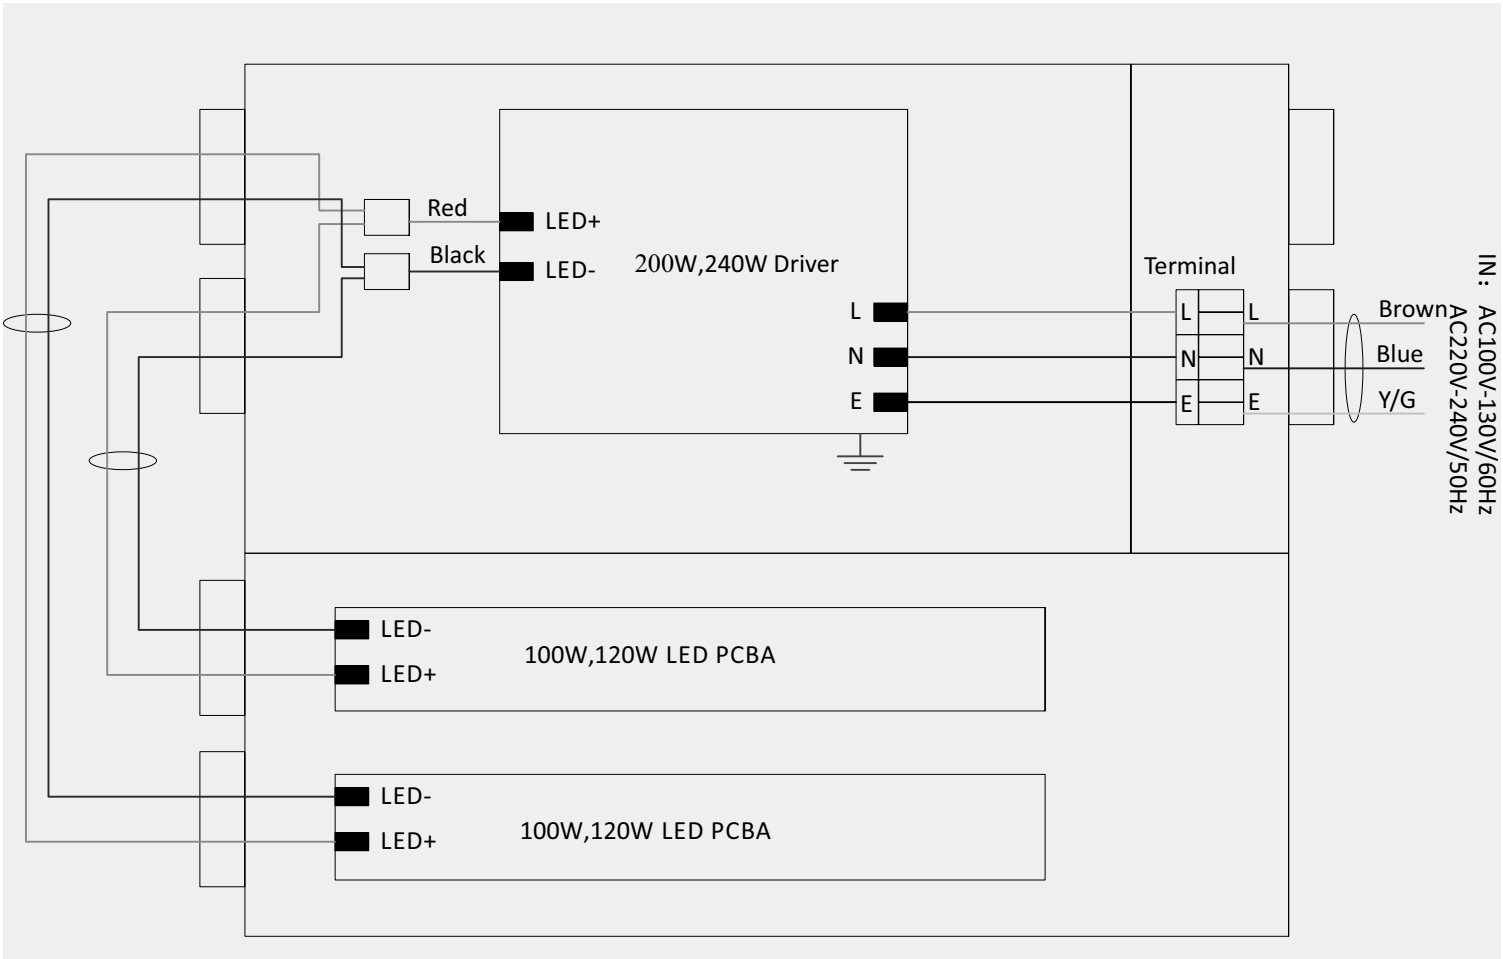 Red
LED+
Black
LED-
200W,240W Driver
Terminal
L
N
E
L
N
E
L
N
E
Brown
Blue
Y/G
IN: AC100V-130V/60Hz
AC220V-240V/50Hz
LED-
100W,120W LED PCBA
LED+
LED-
100W,120W LED PCBA
LED+